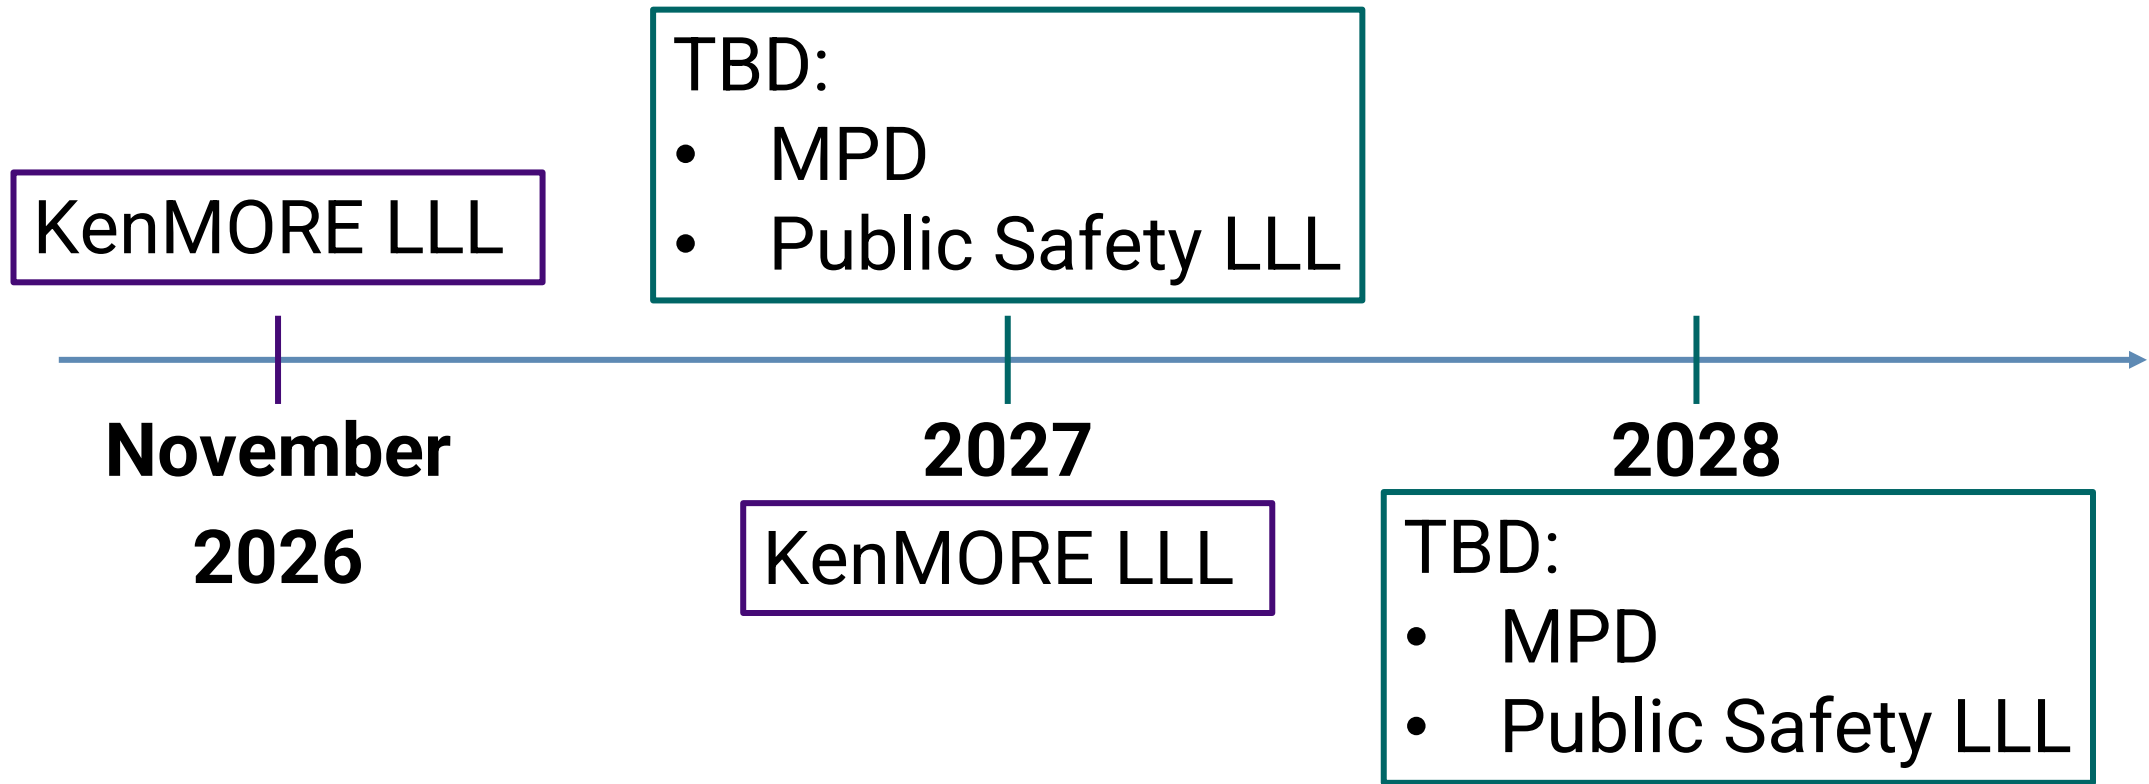 TBD:
• MPD
• Public Safety LLL
KenMORE LLL
November
2026
2027
2028
KenMORE LLL
TBD:
• MPD
• Public Safety LLL